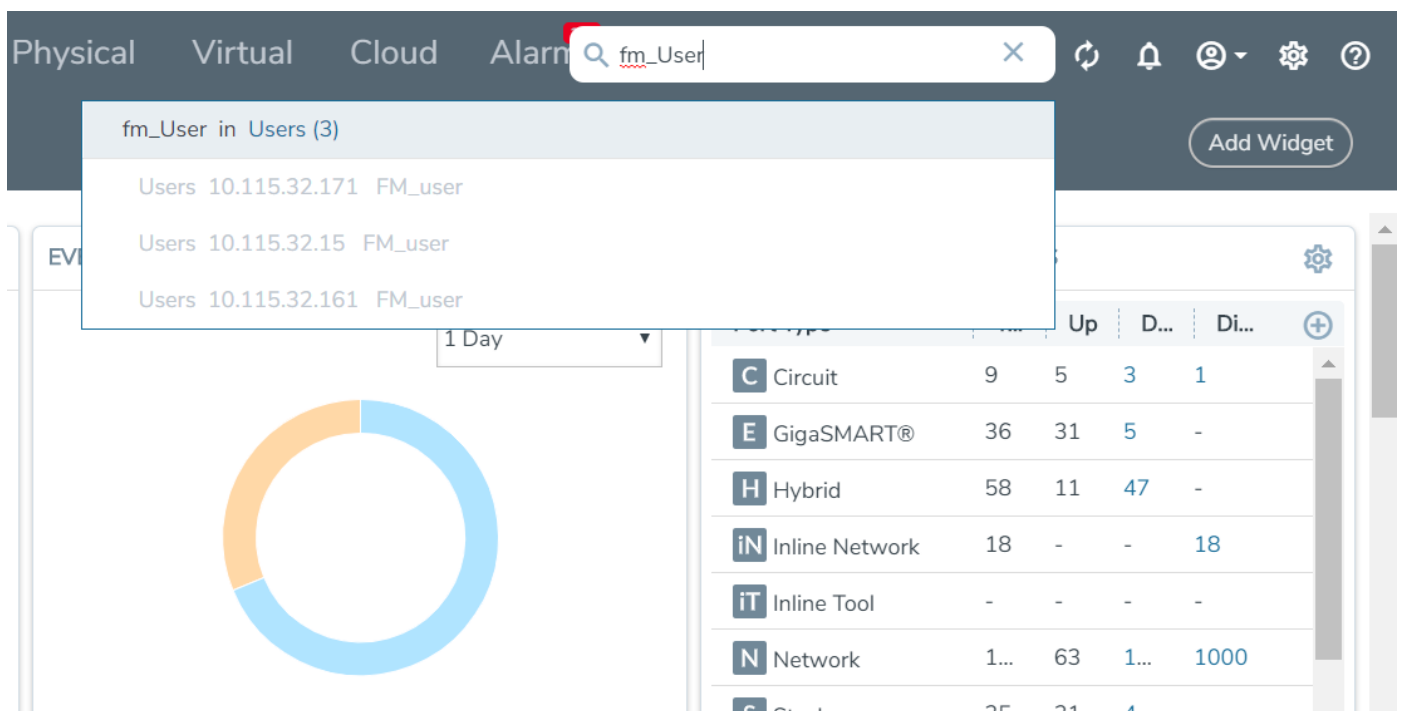 Physical Virtual Cloud Alarm fm_User
fm_User in Users (3)
Add Widget
Users 10.115.32.171 FM_user
Users 10.115.32.15 FM_user
Users 10.115.32.161 FM_user
Up D... Di...
1 Day
C Circuit 9 5 3 1
E GigaSMART® 36 31 5 -
H Hybrid 58 11 47 -
iN Inline Network 18 - - 18
iT Inline Tool - - - -
N Network 1... 63 1... 1000